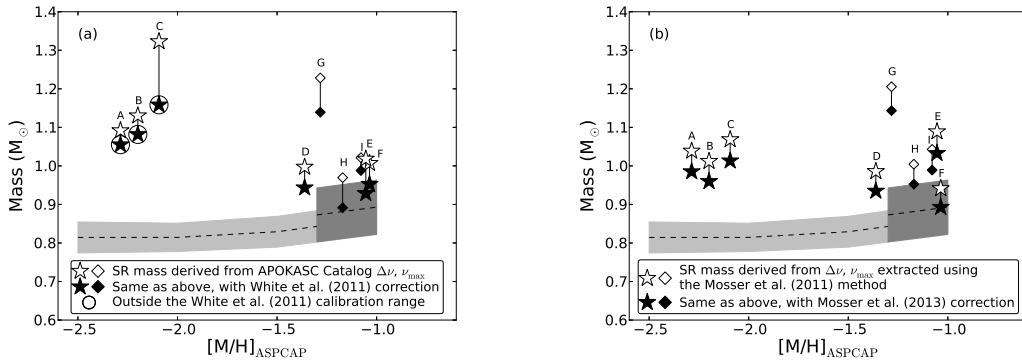 (a)
Mass (M⊙)
1.4
1.3
1.2
1.1
1.0
0.9
0.8
0.7
0.6
A
B
C
D
G
H
I
E
F
SR mass derived from APOKASC Catalog Δν, ν_max
Same as above, with White et al. (2011) correction
Outside the White et al. (2011) calibration range
−2.5 −2.0 −1.5 −1.0
[M/H]_ASPCAP
(b)
Mass (M⊙)
1.4
1.3
1.2
1.1
1.0
0.9
0.8
0.7
0.6
A
B
C
D
G
H
I
E
F
SR mass derived from Δν, ν_max extracted using
the Mosser et al. (2011) method
Same as above, with Mosser et al. (2013) correction
−2.5 −2.0 −1.5 −1.0
[M/H]_ASPCAP